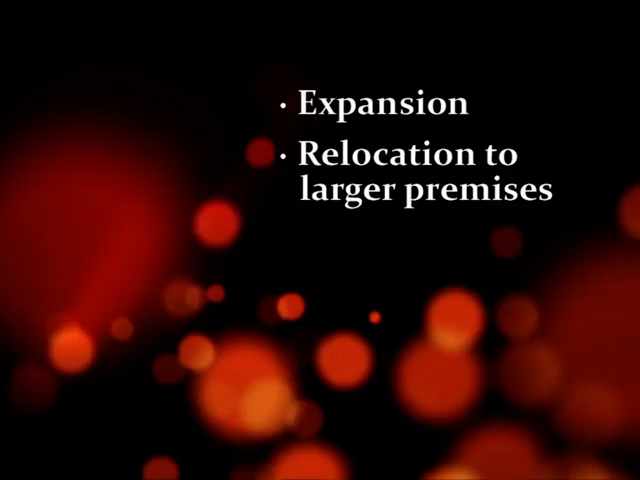 · Expansion
· Relocation to
larger premises